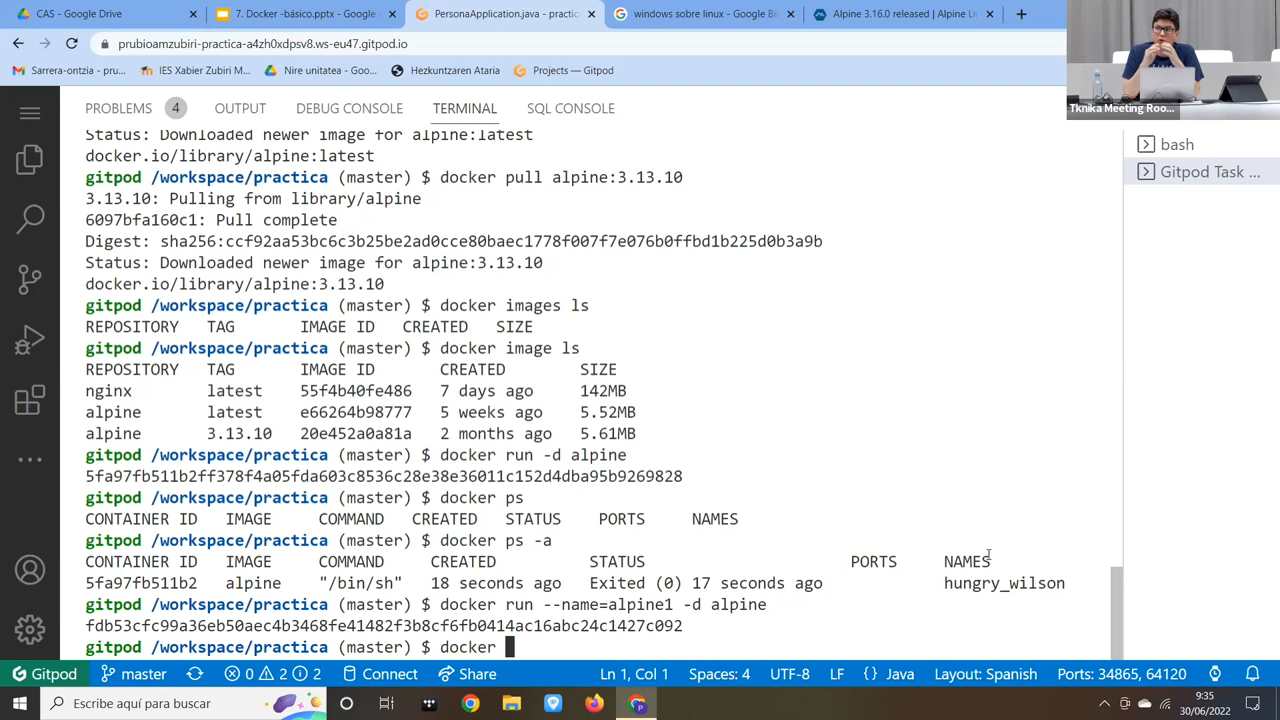 CAS - Google Drive
7. Docker -básico.pptx - Google
PersonaApplication.java - practic
windows sobre linux - Google Bú
Alpine 3.16.0 released | Alpine Li
prubioamzubiri-practica-a4zh0xdpsv8.ws-eu47.gitpod.io
Sarrera-ontzia - pru...
IES Xabier Zubiri M...
Nire unitatea - Goo...
Hezkuntzaren Ataria
Projects — Gitpod
Tknika Meeting Roo...
PROBLEMS 4 OUTPUT DEBUG CONSOLE TERMINAL SQL CONSOLE
Status: Downloaded newer image for alpine:latest
docker.io/library/alpine:latest
gitpod /workspace/practica (master) $ docker pull alpine:3.13.10
3.13.10: Pulling from library/alpine
6097bfa160c1: Pull complete
Digest: sha256:ccf92aa53bc6c3b25be2ad0cce80baec1778f007f7e076b0ffbd1b225d0b3a9b
Status: Downloaded newer image for alpine:3.13.10
docker.io/library/alpine:3.13.10
gitpod /workspace/practica (master) $ docker images ls
REPOSITORY TAG IMAGE ID CREATED SIZE
gitpod /workspace/practica (master) $ docker image ls
REPOSITORY TAG IMAGE ID CREATED SIZE
nginx latest 55f4b40fe486 7 days ago 142MB
alpine latest e66264b98777 5 weeks ago 5.52MB
alpine 3.13.10 20e452a0a81a 2 months ago 5.61MB
gitpod /workspace/practica (master) $ docker run -d alpine
5fa97fb511b2ff378f4a05fda603c8536c28e38e36011c152d4dba95b9269828
gitpod /workspace/practica (master) $ docker ps
CONTAINER ID IMAGE COMMAND CREATED STATUS PORTS NAMES
gitpod /workspace/practica (master) $ docker ps -a
CONTAINER ID IMAGE COMMAND CREATED STATUS PORTS NAMES
5fa97fb511b2 alpine "/bin/sh" 18 seconds ago Exited (0) 17 seconds ago hungry_wilson
gitpod /workspace/practica (master) $ docker run --name=alpine1 -d alpine
fdb53cfc99a36eb50aec4b3468fe41482f3b8cf6fb0414ac16abc24c1427c092
gitpod /workspace/practica (master) $ docker
bash
Gitpod Task ...
Gitpod master 0 2 2 Connect Share Ln 1, Col 1 Spaces: 4 UTF-8 LF {} Java Layout: Spanish Ports: 34865, 64120
Escribe aquí para buscar
9:35
30/06/2022